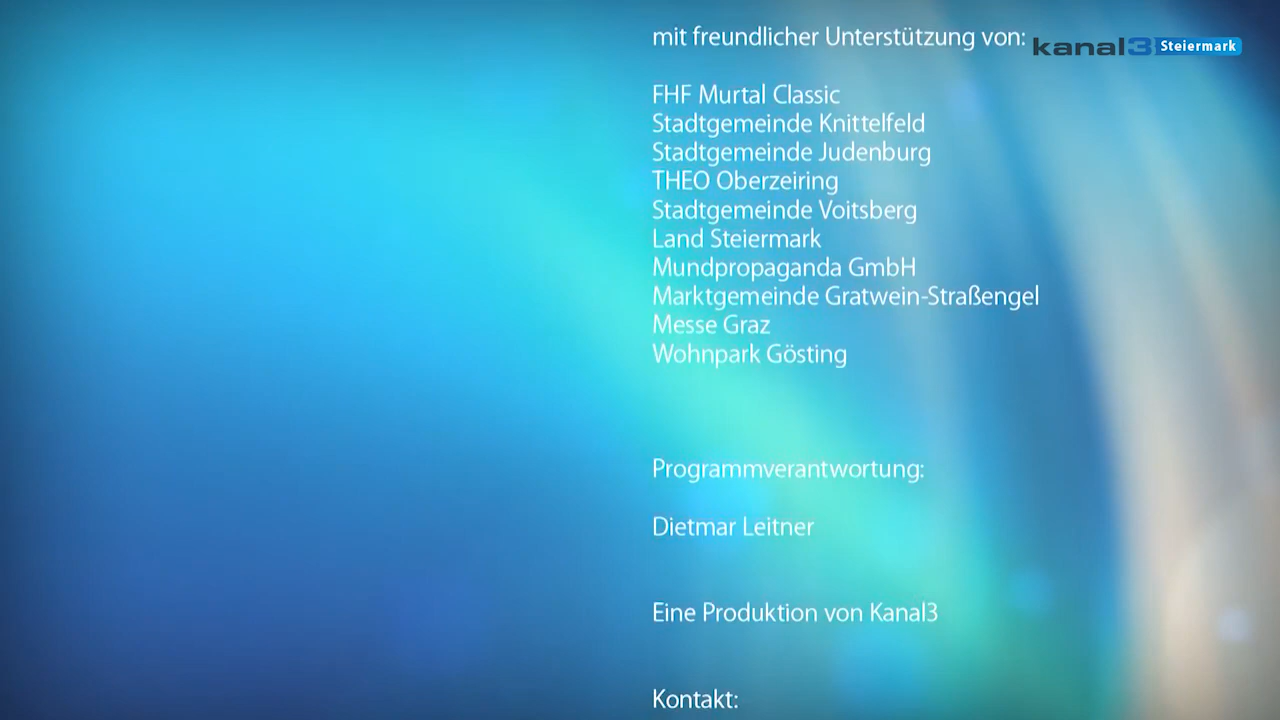 mit freundlicher Unterstützung von:
kanal3 Steiermark
FHF Murtal Classic
Stadtgemeinde Knittelfeld
Stadtgemeinde Judenburg
THEO Oberzeiring
Stadtgemeinde Voitsberg
Land Steiermark
Mundpropaganda GmbH
Marktgemeinde Gratwein-Straßengel
Messe Graz
Wohnpark Gösting
Programmverantwortung:
Dietmar Leitner
Eine Produktion von Kanal3
Kontakt: